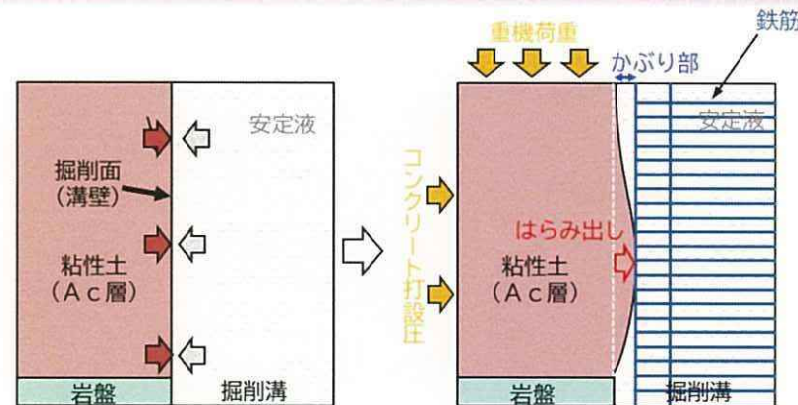 安定液
掘削面
（溝壁）
粘性土
（Ａｃ層）
岩盤
掘削溝
重機荷重
鉄筋
かぶり部
安定液
コンクリート打設圧
はらみ出し
粘性土
（Ａｃ層）
岩盤
掘削溝